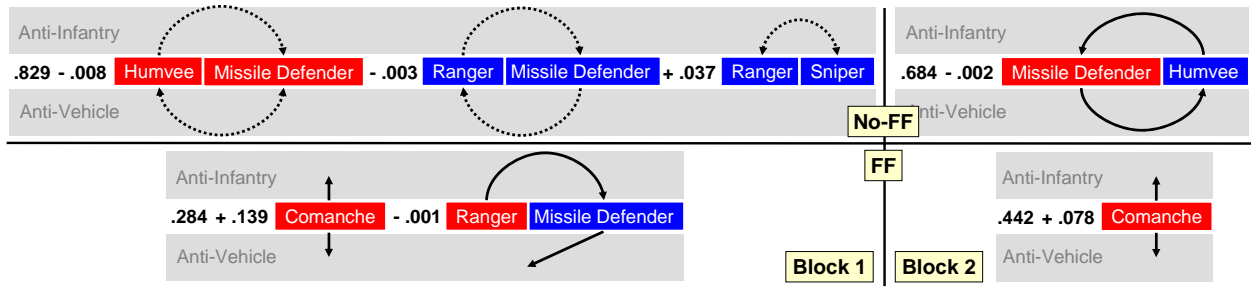 Anti-Infantry
.829 - .008 Humvee Missile Defender - .003 Ranger Missile Defender + .037 Ranger Sniper
Anti-Vehicle
Anti-Infantry
.684 - .002 Missile Defender Humvee
Anti-Vehicle
No-FF
FF
Anti-Infantry
.284 + .139 Comanche - .001 Ranger Missile Defender
Anti-Vehicle
Block 1
Block 2
Anti-Infantry
.442 + .078 Comanche
Anti-Vehicle